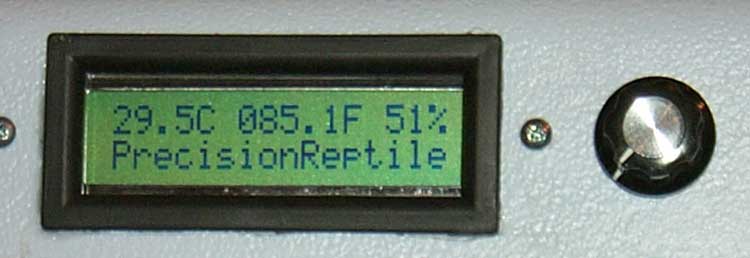 29.5C 085.1F 51%
PrecisionReptile